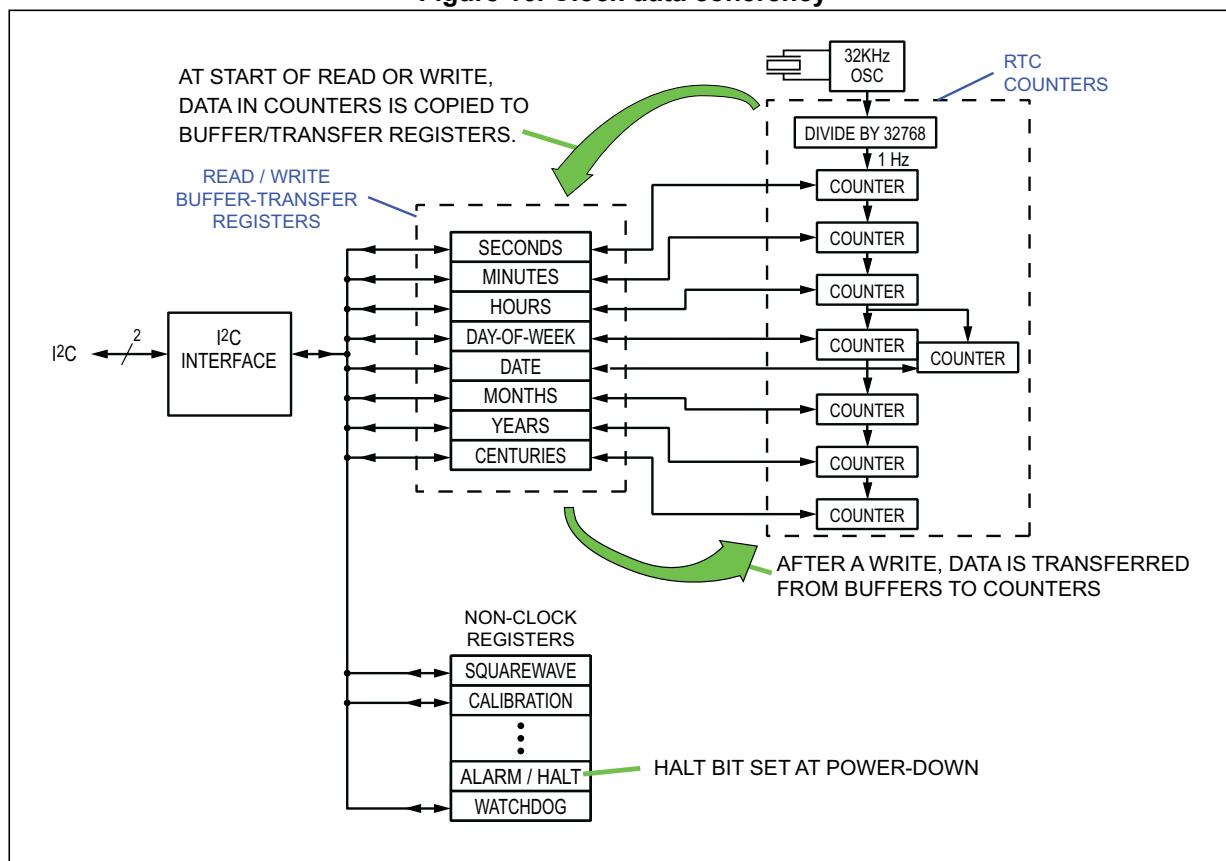 AT START OF READ OR WRITE,
DATA IN COUNTERS IS COPIED TO
BUFFER/TRANSFER REGISTERS.
32KHz
OSC
RTC
COUNTERS
DIVIDE BY 32768
1 Hz
READ / WRITE
BUFFER-TRANSFER
REGISTERS
COUNTER
COUNTER
COUNTER
COUNTER
COUNTER
COUNTER
COUNTER
COUNTER
SECONDS
MINUTES
HOURS
DAY-OF-WEEK
DATE
MONTHS
YEARS
CENTURIES
I²C
2
I²C
INTERFACE
AFTER A WRITE, DATA IS TRANSFERRED
FROM BUFFERS TO COUNTERS
NON-CLOCK
REGISTERS
SQUAREWAVE
CALIBRATION
ALARM / HALT
WATCHDOG
HALT BIT SET AT POWER-DOWN